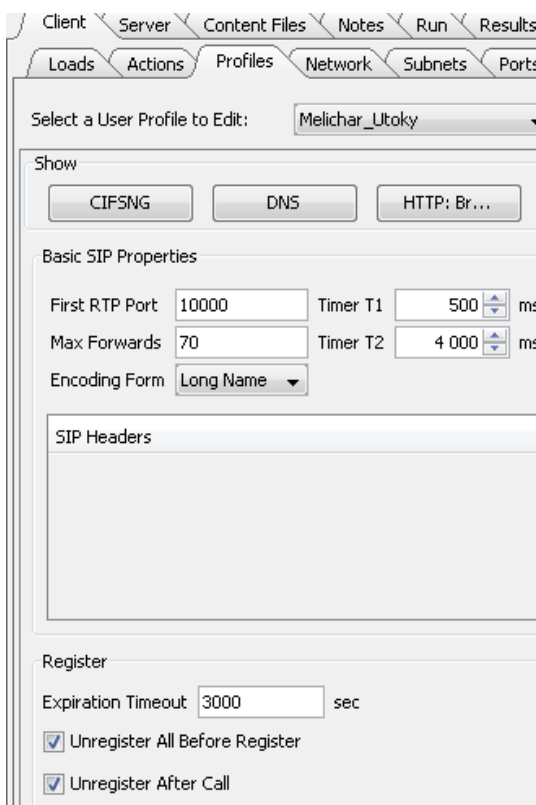 Client Server Content Files Notes Run Results
Loads Actions Profiles Network Subnets Ports
Select a User Profile to Edit: Melichar_Utoky
Show
CIFSNG DNS HTTP: Br...
Basic SIP Properties
First RTP Port 10000 Timer T1 500 ms
Max Forwards 70 Timer T2 4 000 ms
Encoding Form Long Name
SIP Headers
Register
Expiration Timeout 3000 sec
Unregister All Before Register
Unregister After Call